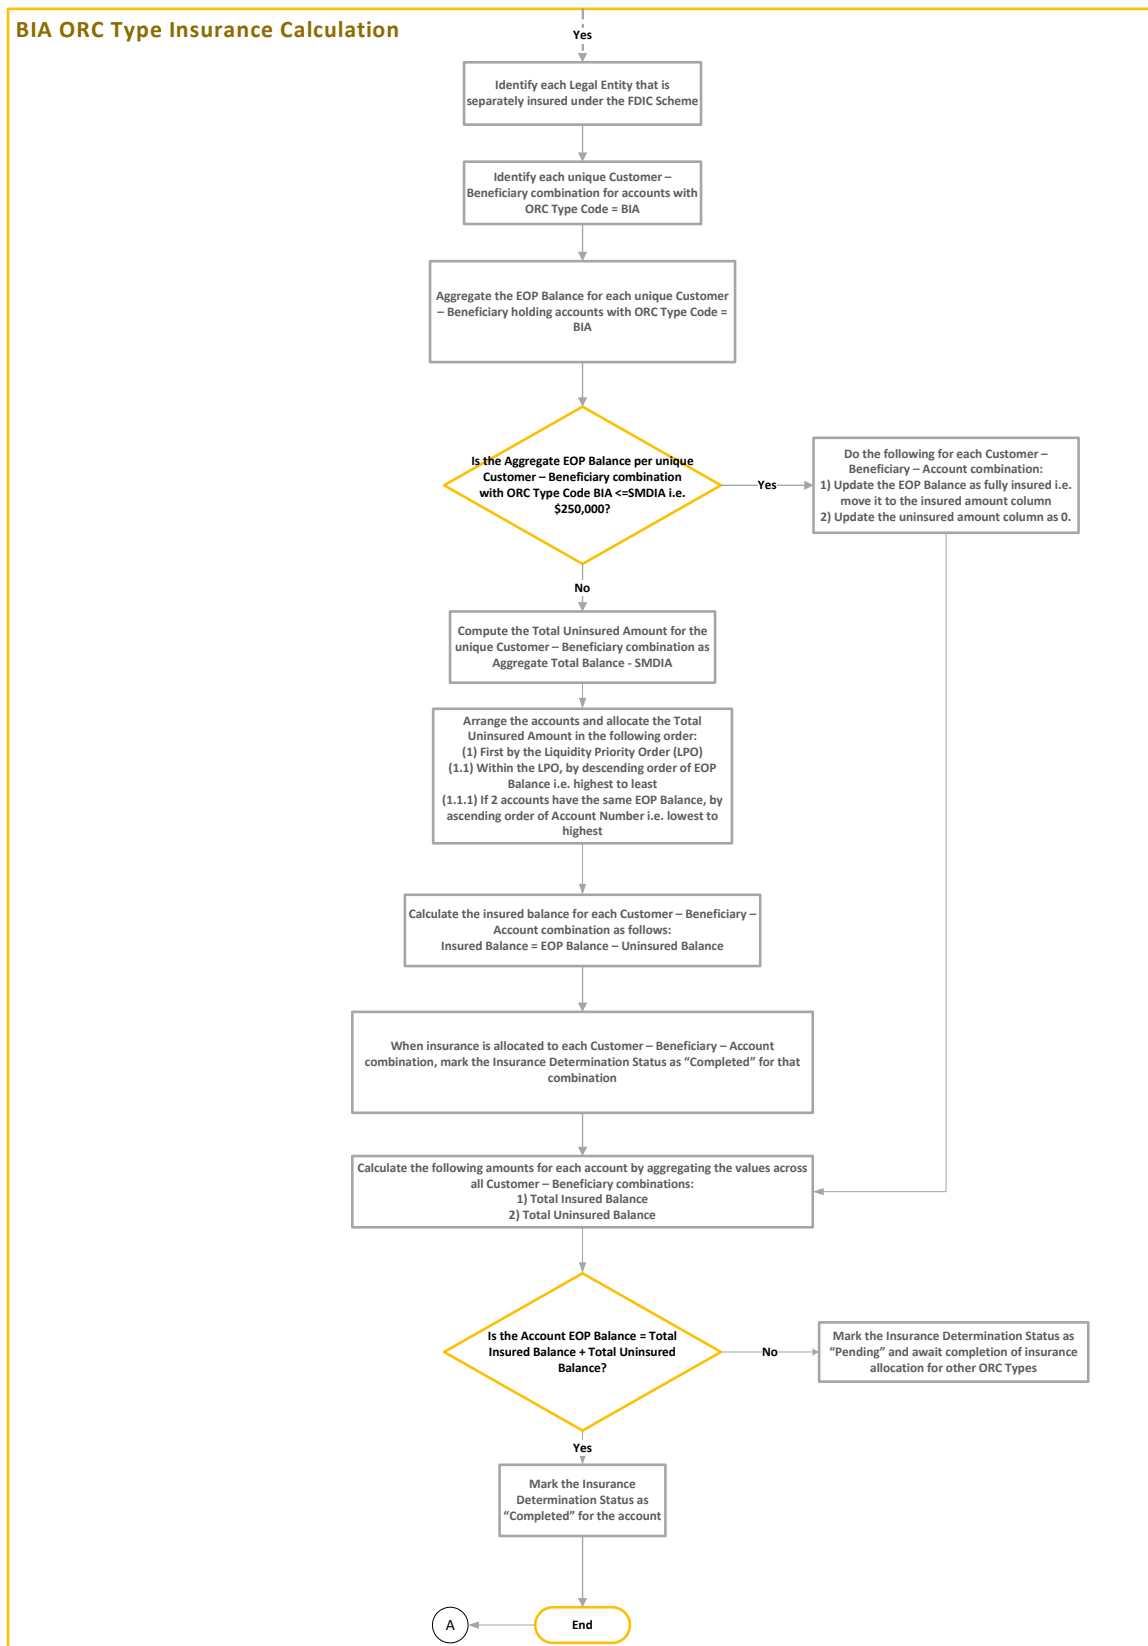 BIA ORC Type Insurance Calculation
Yes
Identify each Legal Entity that is
separately insured under the FDIC Scheme
Identify each unique Customer –
Beneficiary combination for accounts with
ORC Type Code = BIA
Aggregate the EOP Balance for each unique Customer
– Beneficiary holding accounts with ORC Type Code =
BIA
Is the Aggregate EOP Balance per unique
Customer – Beneficiary combination
with ORC Type Code BIA <=SMDIA i.e.
$250,000?
Yes
Do the following for each Customer –
Beneficiary – Account combination:
1) Update the EOP Balance as fully insured i.e.
move it to the insured amount column
2) Update the uninsured amount column as 0.
No
Compute the Total Uninsured Amount for the
unique Customer – Beneficiary combination as
Aggregate Total Balance - SMDIA
Arrange the accounts and allocate the Total
Uninsured Amount in the following order:
(1) First by the Liquidity Priority Order (LPO)
(1.1) Within the LPO, by descending order of EOP
Balance i.e. highest to least
(1.1.1) If 2 accounts have the same EOP Balance, by
ascending order of Account Number i.e. lowest to
highest
Calculate the insured balance for each Customer – Beneficiary –
Account combination as follows:
Insured Balance = EOP Balance – Uninsured Balance
When insurance is allocated to each Customer – Beneficiary – Account
combination, mark the Insurance Determination Status as “Completed” for that
combination
Calculate the following amounts for each account by aggregating the values across
all Customer – Beneficiary combinations:
1) Total Insured Balance
2) Total Uninsured Balance
Is the Account EOP Balance = Total
Insured Balance + Total Uninsured
Balance?
No
Mark the Insurance Determination Status as
“Pending” and await completion of insurance
allocation for other ORC Types
Yes
Mark the Insurance
Determination Status as
“Completed” for the account
A
End